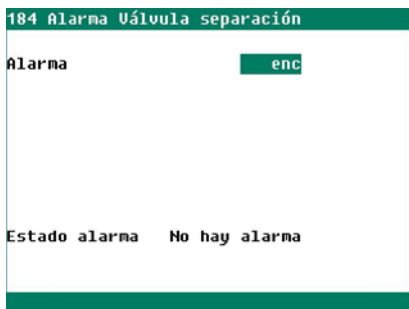 184 Alarma Válvula separación
Alarma enc
Estado alarma No hay alarma